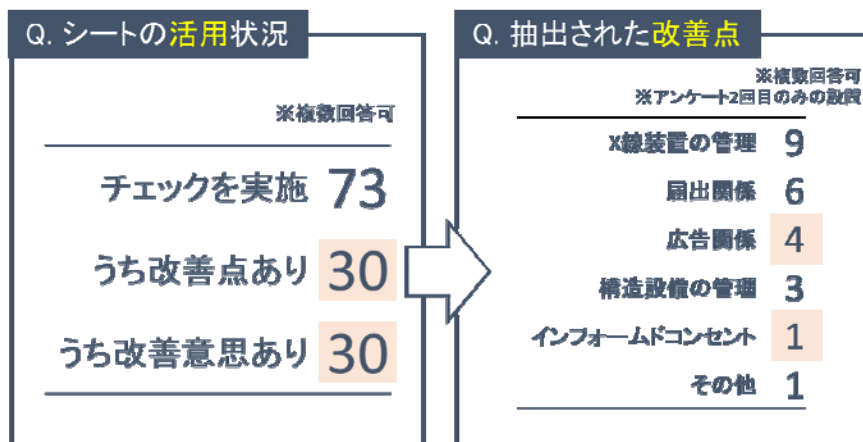 Q. シートの活用状況
※複数回答可
チェックを実施 73
うち改善点あり 30
うち改善意思あり 30
Q. 抽出された改善点
※複数回答可
※アンケート2回目のみの設置
X線装置の管理 9
届出関係 6
広告関係 4
構造設備の管理 3
インフォームドコンセント 1
その他 1